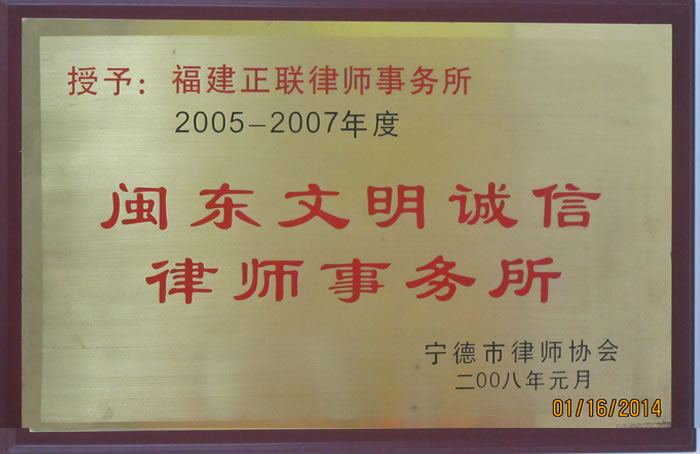 授予：福建正联律师事务所
2005-2007年度
闽东文明诚信
律师事务所
宁德市律师协会
二00八年元月
01/16/2014